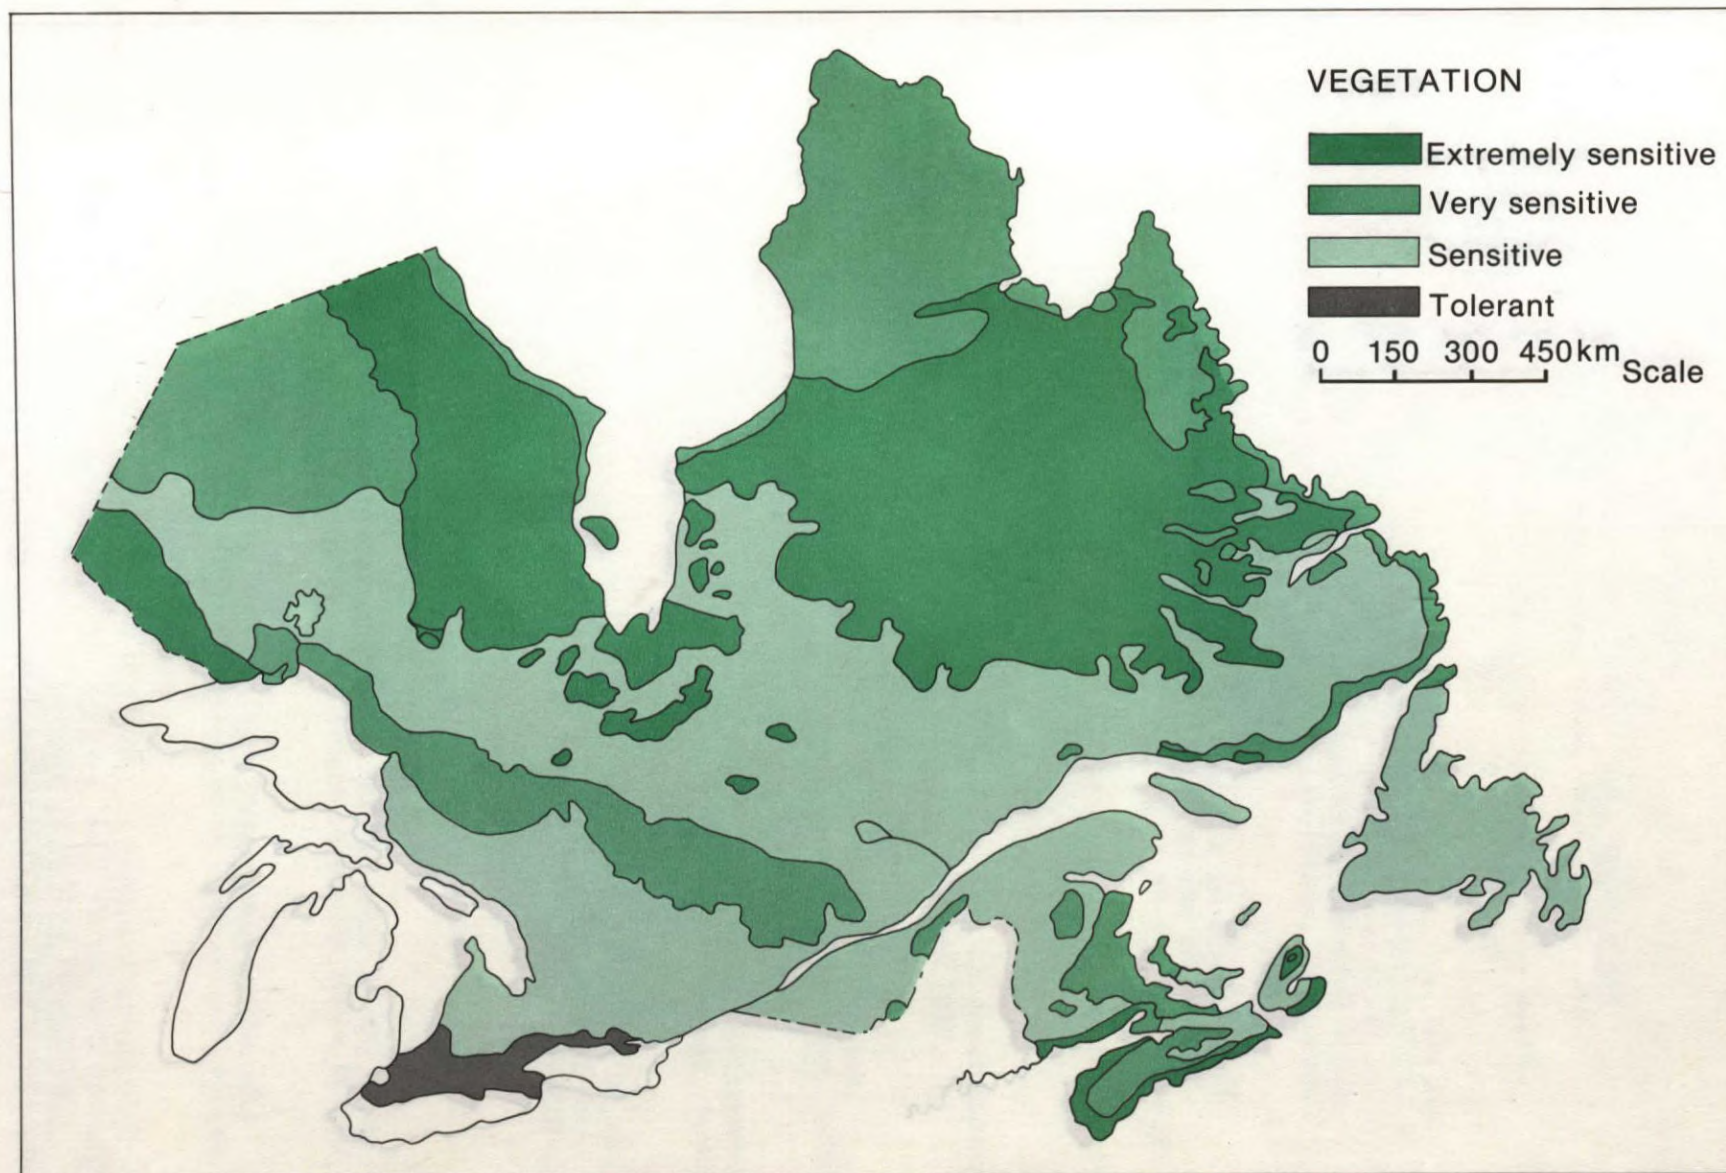 VEGETATION
Extremely sensitive
Very sensitive
Sensitive
Tolerant
0 150 300 450km
Scale